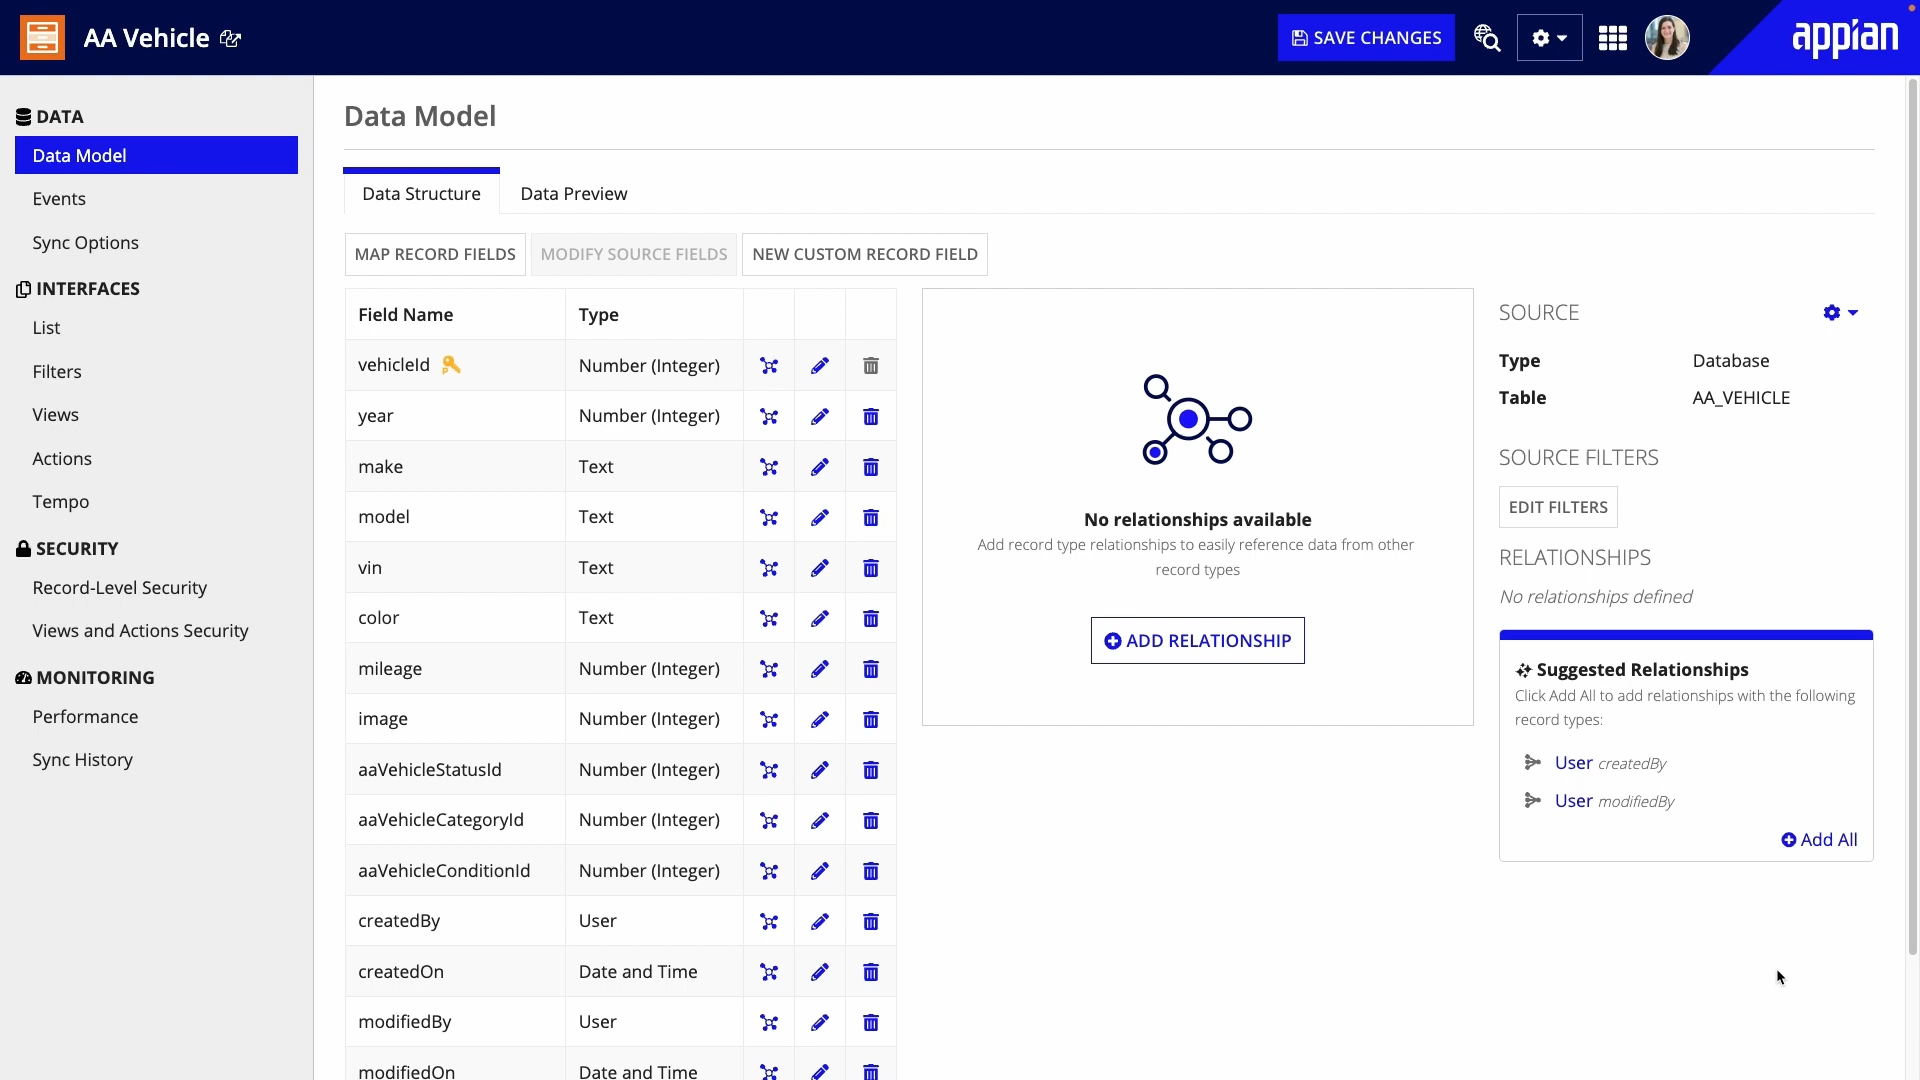 AA Vehicle
SAVE CHANGES
appian
DATA
Data Model
Events
Sync Options
INTERFACES
List
Filters
Views
Actions
Tempo
SECURITY
Record-Level Security
Views and Actions Security
MONITORING
Performance
Sync History
Data Model
Data Structure Data Preview
MAP RECORD FIELDS MODIFY SOURCE FIELDS NEW CUSTOM RECORD FIELD
Field Name Type
vehicleId Number (Integer)
year Number (Integer)
make Text
model Text
vin Text
color Text
mileage Number (Integer)
image Number (Integer)
aaVehicleStatusId Number (Integer)
aaVehicleCategoryId Number (Integer)
aaVehicleConditionId Number (Integer)
createdBy User
createdOn Date and Time
modifiedBy User
modifiedOn Date and Time
No relationships available
Add record type relationships to easily reference data from other
record types
ADD RELATIONSHIP
SOURCE
Type Database
Table AA_VEHICLE
SOURCE FILTERS
EDIT FILTERS
RELATIONSHIPS
No relationships defined
Suggested Relationships
Click Add All to add relationships with the following
record types:
User createdBy
User modifiedBy
Add All